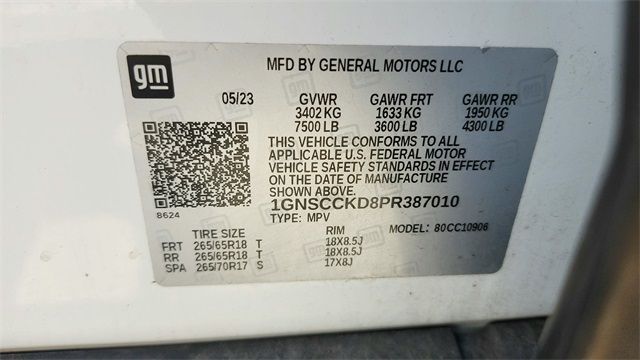 gm
MFD BY GENERAL MOTORS LLC
05/23 GVWR GAWR FRT GAWR RR
3402 KG 1633 KG 1950 KG
7500 LB 3600 LB 4300 LB
THIS VEHICLE CONFORMS TO ALL
APPLICABLE U.S. FEDERAL MOTOR
VEHICLE SAFETY STANDARDS IN EFFECT
ON THE DATE OF MANUFACTURE
SHOWN ABOVE.
1GNSCCKD8PR387010
8624
TYPE: MPV MODEL: 80CC10906
TIRE SIZE RIM
FRT 265/65R18 T 18X8.5J
RR 265/65R18 T 18X8.5J
SPA 265/70R17 S 17X8J